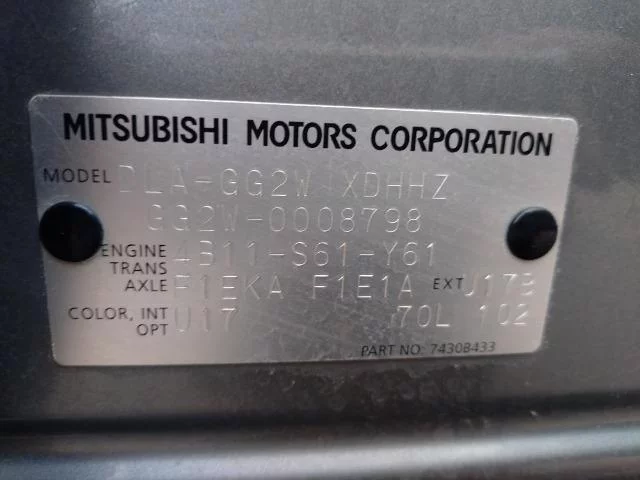 MITSUBISHI MOTORS CORPORATION
MODEL DLA-GG2W XDHHZ
GG2W-0008798
ENGINE 4B11-S61-Y61
TRANS
AXLE F1EKA F1E1A EXT U17B
COLOR, INT U17 70L 102
OPT
PART NO: 7430B433